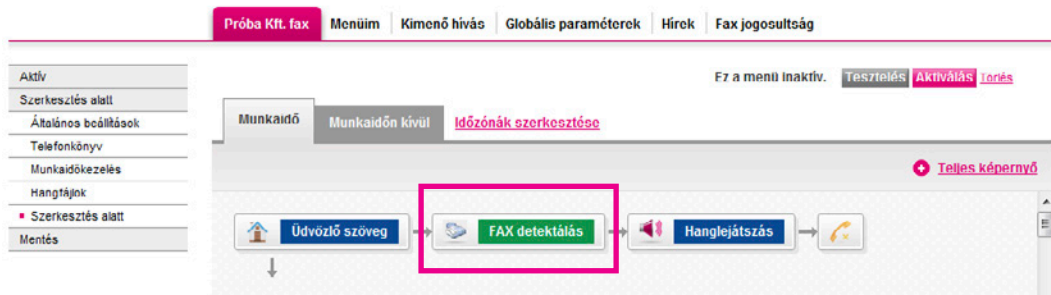 Próba Kft. fax Menüim Kimenő hívás Globális paraméterek Hírek Fax jogosultság
Aktív
Szerkesztés alatt
Általános beállítások
Telefonkönyv
Munkaidőkezelés
Hangfájlok
Szerkesztés alatt
Mentés
Ez a menü inaktív. Tesztelés Aktiválás Törlés
Munkaidő Munkaidőn kívül Időzónák szerkesztése
Teljes képernyő
Üdvözlő szöveg FAX detektálás Hanglejátszás